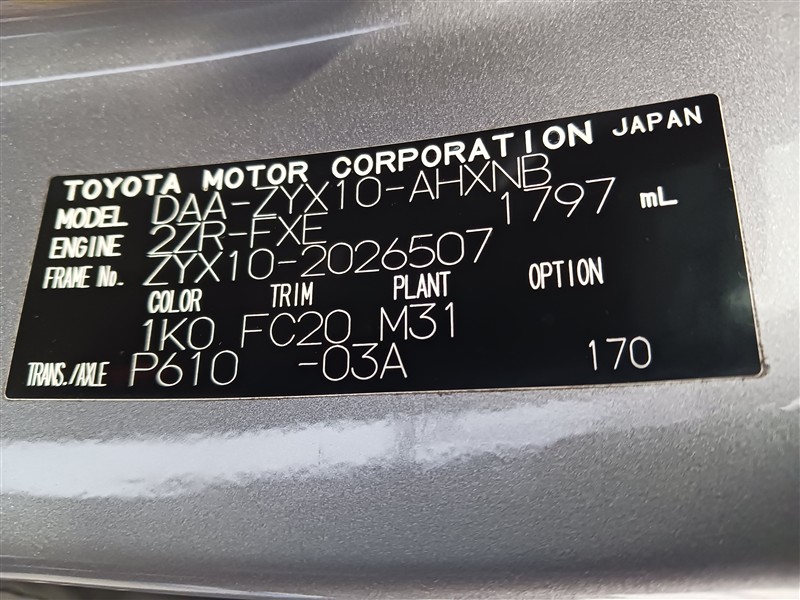 TOYOTA MOTOR CORPORATION JAPAN
MODEL DAA-ZYX10-AHXNB
ENGINE 2ZR-FXE 1797 mL
FRAME No. ZYX10-2026507
COLOR TRIM PLANT OPTION
1K0 FC20 M31
TRANS./AXLE P610 -03A 170